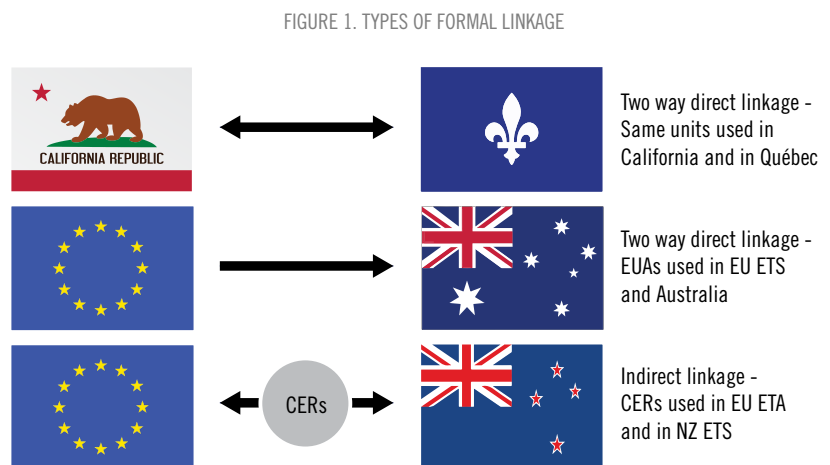 FIGURE 1. TYPES OF FORMAL LINKAGE
CALIFORNIA REPUBLIC
Two way direct linkage -
Same units used in
California and in Québec
Two way direct linkage -
EUAs used in EU ETS
and Australia
CERs
Indirect linkage -
CERs used in EU ETA
and in NZ ETS